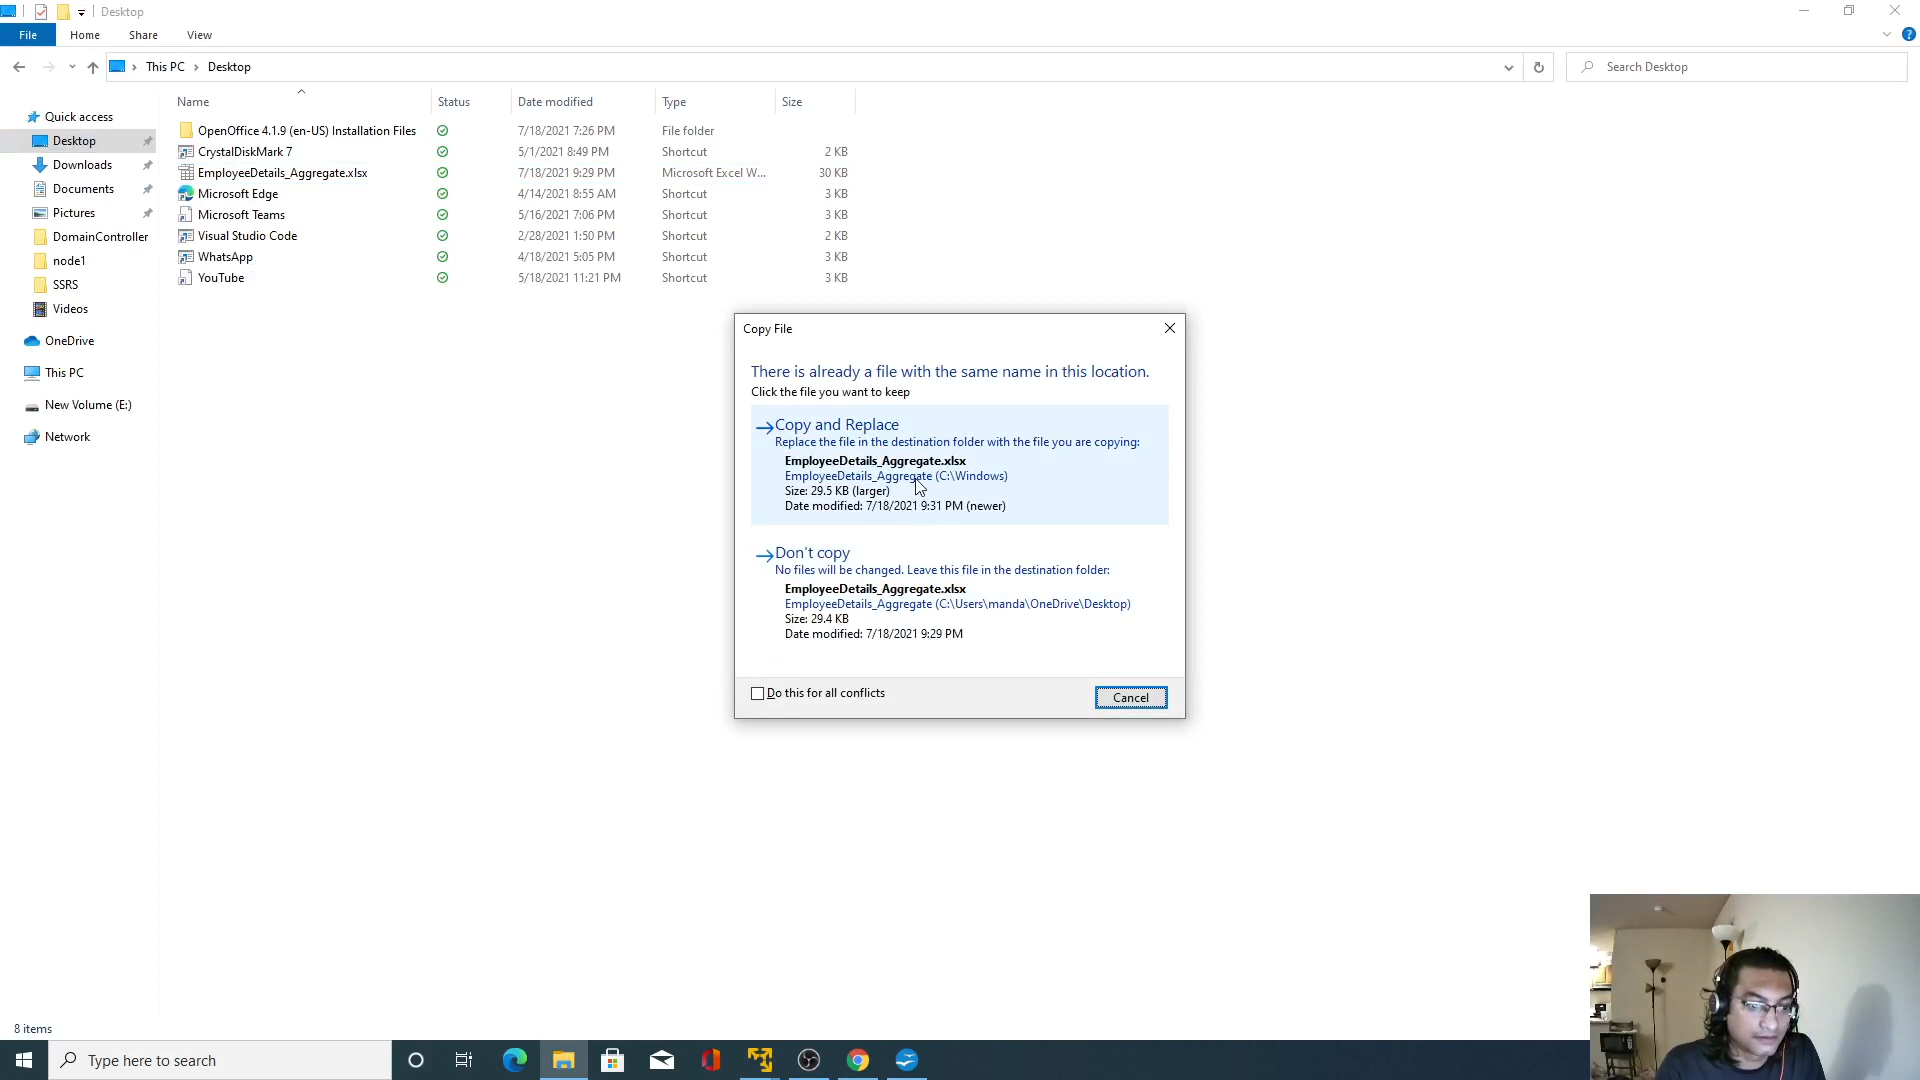 Desktop
File Home Share View
This PC Desktop
Search Desktop
Name Status Date modified Type Size
Quick access
Desktop
Downloads
Documents
Pictures
DomainController
node1
SSRS
Videos
OneDrive
This PC
New Volume (E:)
Network
OpenOffice 4.1.9 (en-US) Installation Files 7/18/2021 7:26 PM File folder
CrystalDiskMark 7 5/1/2021 8:49 PM Shortcut 2 KB
EmployeeDetails_Aggregate.xlsx 7/18/2021 9:29 PM Microsoft Excel W... 30 KB
Microsoft Edge 4/14/2021 8:55 AM Shortcut 3 KB
Microsoft Teams 5/16/2021 7:06 PM Shortcut 3 KB
Visual Studio Code 2/28/2021 1:50 PM Shortcut 2 KB
WhatsApp 4/18/2021 5:05 PM Shortcut 3 KB
YouTube 5/18/2021 11:21 PM Shortcut 3 KB
Copy File
There is already a file with the same name in this location.
Click the file you want to keep
Copy and Replace
Replace the file in the destination folder with the file you are copying:
EmployeeDetails_Aggregate.xlsx
EmployeeDetails_Aggregate (C:\Windows)
Size: 29.5 KB (larger)
Date modified: 7/18/2021 9:31 PM (newer)
Don't copy
No files will be changed. Leave this file in the destination folder:
EmployeeDetails_Aggregate.xlsx
EmployeeDetails_Aggregate (C:\Users\manda\OneDrive\Desktop)
Size: 29.4 KB
Date modified: 7/18/2021 9:29 PM
Do this for all conflicts
Cancel
8 items
Type here to search